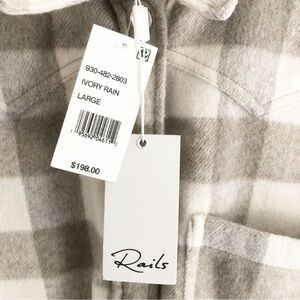 930-482-2803
IVORY RAIN
LARGE
$198.00
Rails